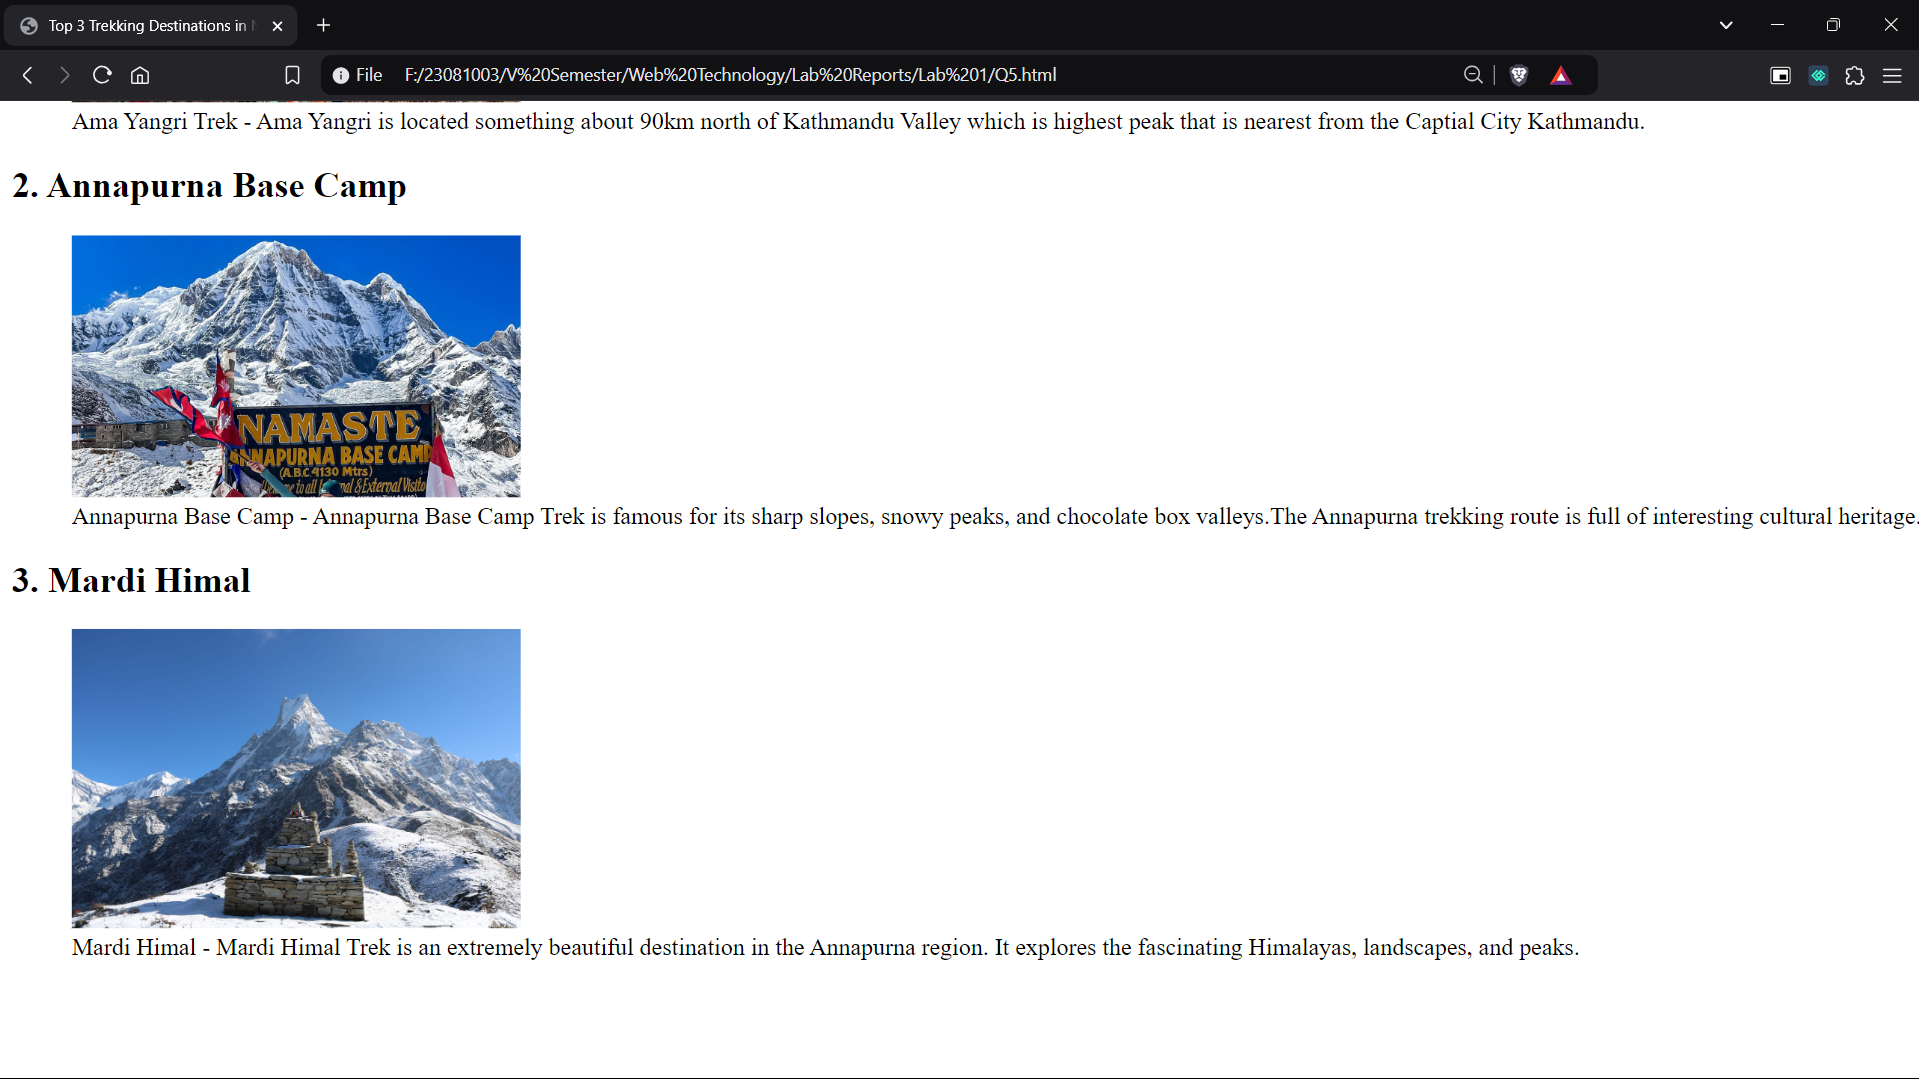 Top 3 Trekking Destinations in
File F:/23081003/V%20Semester/Web%20Technology/Lab%20Reports/Lab%201/Q5.html
Ama Yangri Trek - Ama Yangri is located something about 90km north of Kathmandu Valley which is highest peak that is nearest from the Captial City Kathmandu.
2. Annapurna Base Camp
NAMASTE
ANNAPURNA BASE CAMP
(A.B.C 4130 Mtrs)
to all & External
Annapurna Base Camp - Annapurna Base Camp Trek is famous for its sharp slopes, snowy peaks, and chocolate box valleys.The Annapurna trekking route is full of interesting cultural heritage.
3. Mardi Himal
Mardi Himal - Mardi Himal Trek is an extremely beautiful destination in the Annapurna region. It explores the fascinating Himalayas, landscapes, and peaks.